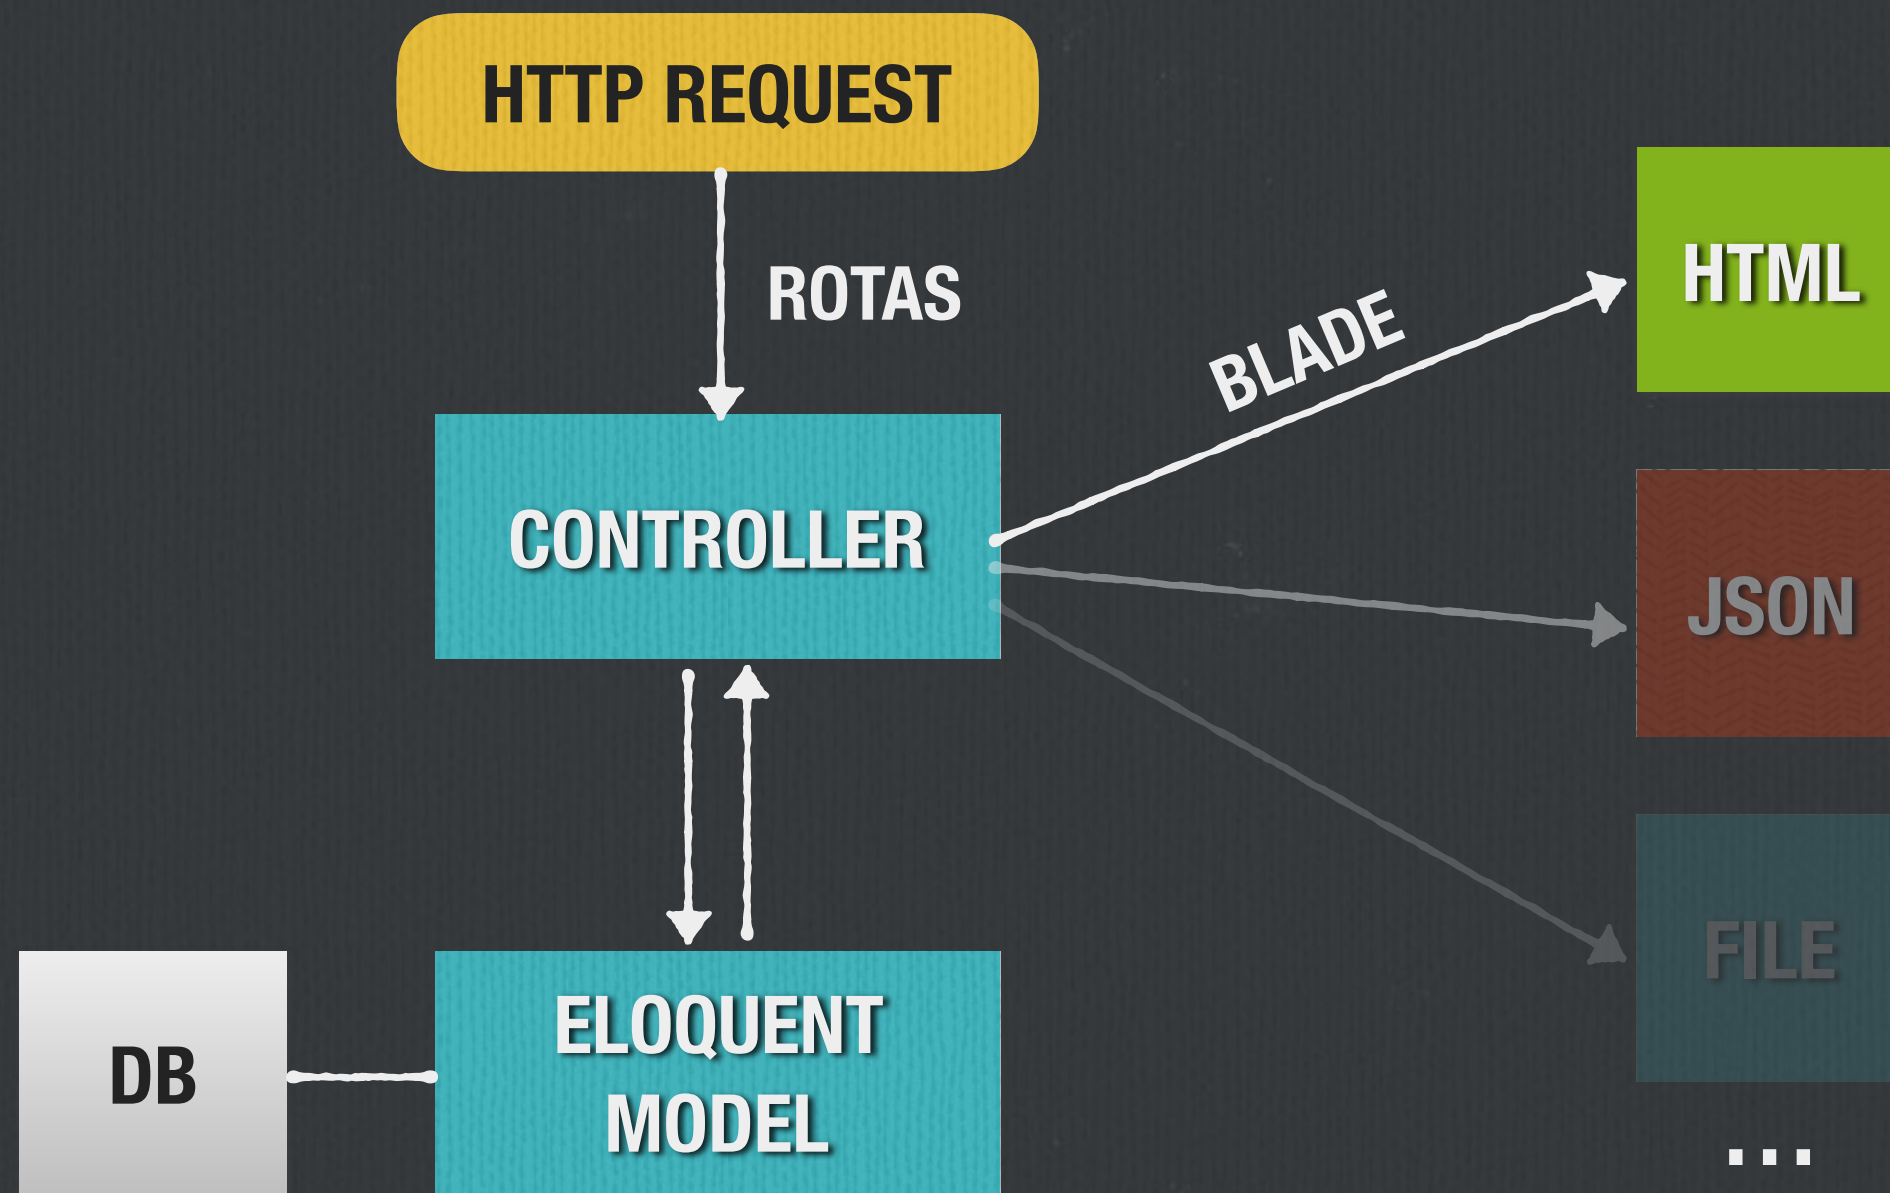 HTTP REQUEST
ROTAS
BLADE
HTML
CONTROLLER
JSON
FILE
ELOQUENT
MODEL
DB
...